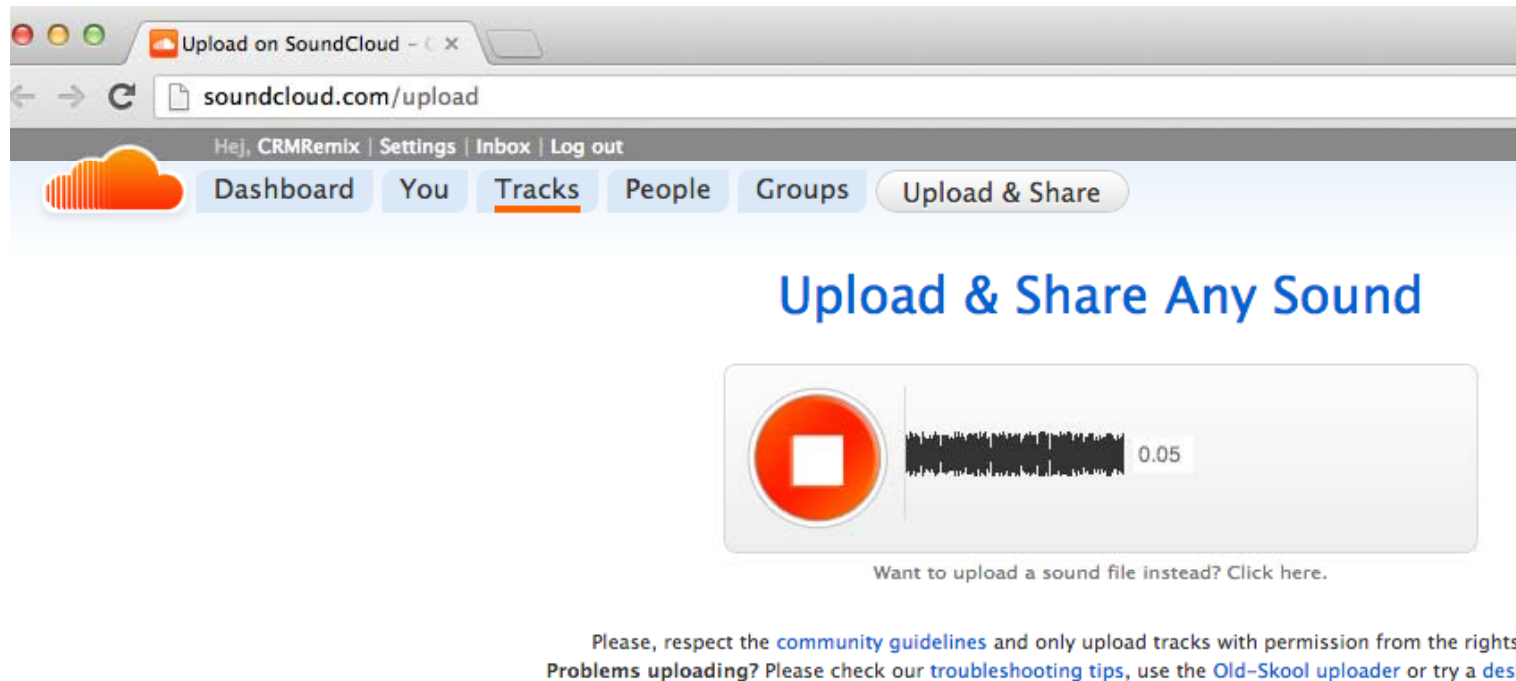 Upload on SoundCloud –
soundcloud.com/upload
Hej, CRMRemix | Settings | Inbox | Log out
Dashboard You Tracks People Groups Upload & Share
Upload & Share Any Sound
0.05
Want to upload a sound file instead? Click here.
Please, respect the community guidelines and only upload tracks with permission from the rights
Problems uploading? Please check our troubleshooting tips, use the Old-Skool uploader or try a des